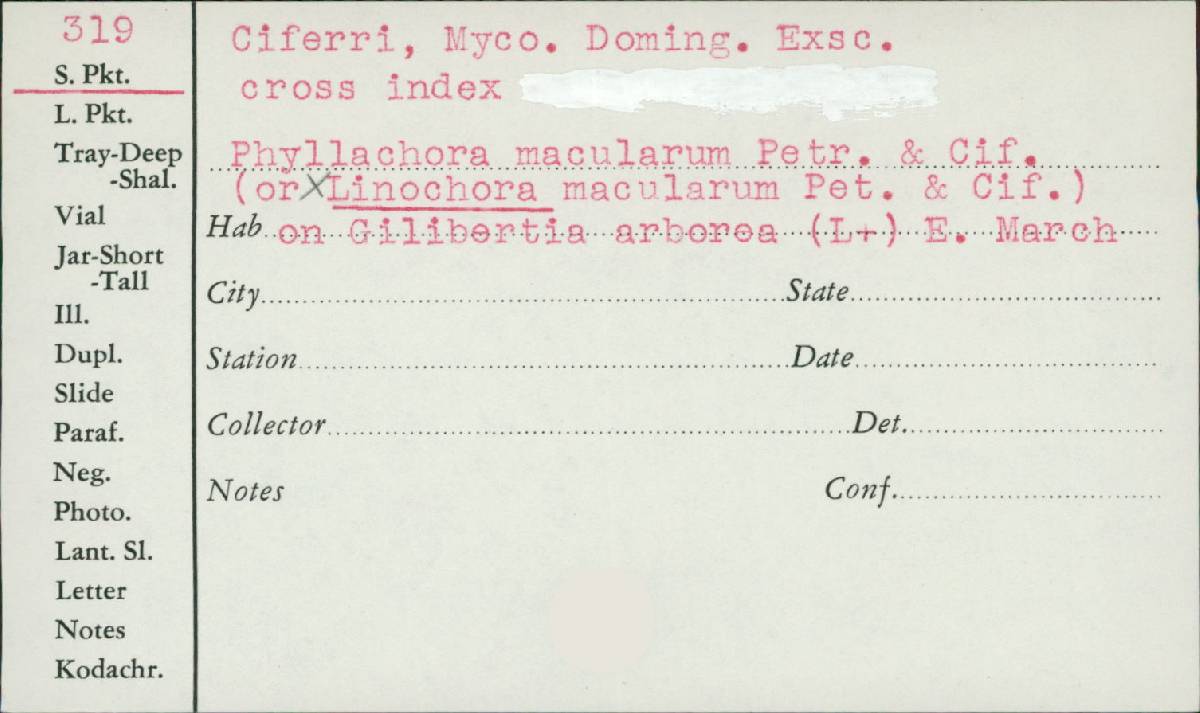 319
S. Pkt.
L. Pkt.
Tray-Deep
-Shal.
Vial
Jar-Short
-Tall
Ill.
Dupl.
Slide
Paraf.
Neg.
Photo.
Lant. Sl.
Letter
Notes
Kodachr.
Ciferri, Myco. Doming. Exsc.
cross index
Phyllachora macularum Petr. & Cif.
(or X Linochora macularum Pet. & Cif.)
Hab on Gilibertia arborea (L+) E. March
City State
Station Date
Collector Det.
Notes Conf.